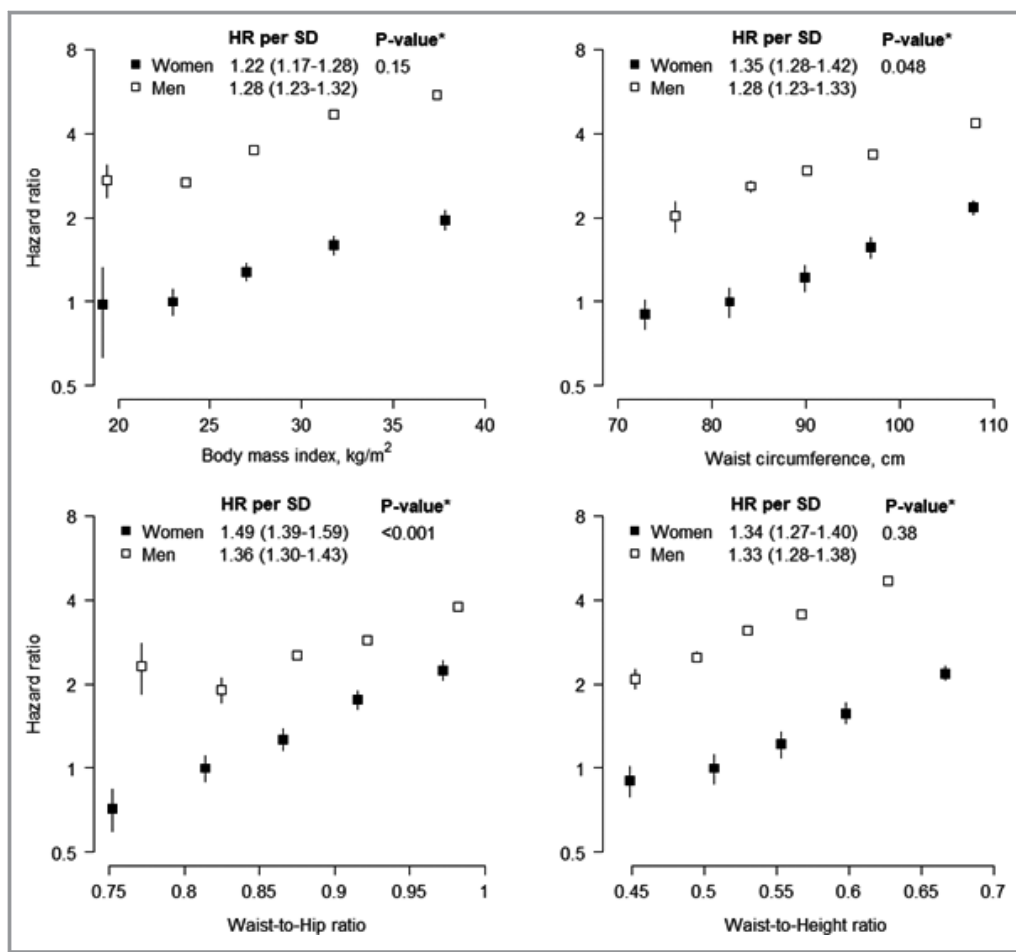 HR per SD P-value*
8
Women 1.22 (1.17-1.28) 0.15
Men 1.28 (1.23-1.32)
4
Hazard ratio
2
1
0.5
20 25 30 35 40
Body mass index, kg/m²
HR per SD P-value*
8
Women 1.35 (1.28-1.42) 0.048
Men 1.28 (1.23-1.33)
4
2
1
0.5
70 80 90 100 110
Waist circumference, cm
HR per SD P-value*
8
Women 1.49 (1.39-1.59) <0.001
Men 1.36 (1.30-1.43)
4
Hazard ratio
2
1
0.5
0.75 0.8 0.85 0.9 0.95 1
Waist-to-Hip ratio
HR per SD P-value*
8
Women 1.34 (1.27-1.40) 0.38
Men 1.33 (1.28-1.38)
4
2
1
0.5
0.45 0.5 0.55 0.6 0.65 0.7
Waist-to-Height ratio